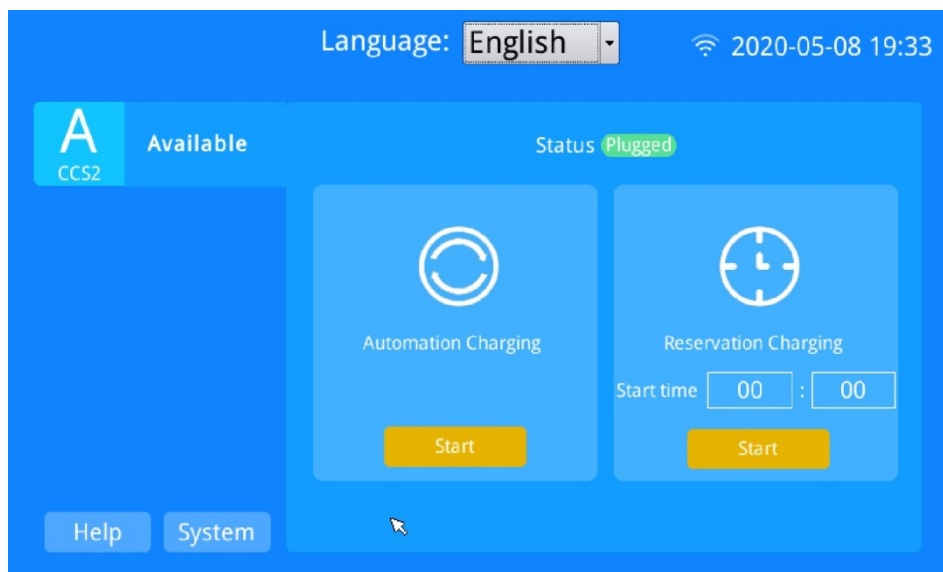 Language: English
2020-05-08 19:33
A
CCS2
Available
Status Plugged
Automation Charging
Start
Reservation Charging
Start time 00 : 00
Start
Help
System